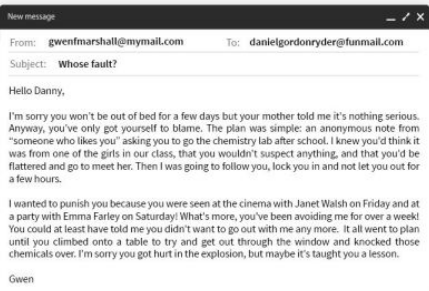 New message
From: gwenfmarshall@mymail.com To: danielgordonryder@funmail.com
Subject: Whose fault?
Hello Danny,
I'm sorry you won't be out of bed for a few days but your mother told me it's nothing serious.
Anyway, you've only got yourself to blame. The plan was simple: an anonymous note from
"someone who likes you" asking you to go the chemistry lab after school. I knew you'd think it
was from one of the girls in our class, that you wouldn't suspect anything, and that you'd be
flattered and go to meet her. Then I was going to follow you, lock you in and not let you out for
a few hours.
I wanted to punish you because you were seen at the cinema with Janet Walsh on Friday and at
a party with Emma Farley on Saturday! What's more, you've been avoiding me for over a week!
You could at least have told me you didn't want to go out with me any more. It all went to plan
until you climbed onto a table to try and get out through the window and knocked those
chemicals over. I'm sorry you got hurt in the explosion, but maybe it's taught you a lesson.
Gwen